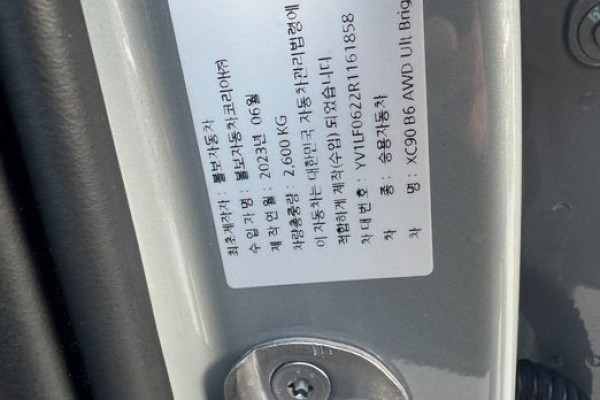 최초제작자 : 볼보자동차
수 입 자 명 : 볼보자동차코리아㈜
제 작 연 월 : 2023년 06월
차량총중량 : 2,600 KG
이 자동차는 대한민국 자동차관리법령에
적합하게 제작(수입) 되었습니다.
차 대 번 호 : YV1LF0622R1161858
차 종 : 승용자동차
차 명 : XC90 B6 AWD Ult Brig